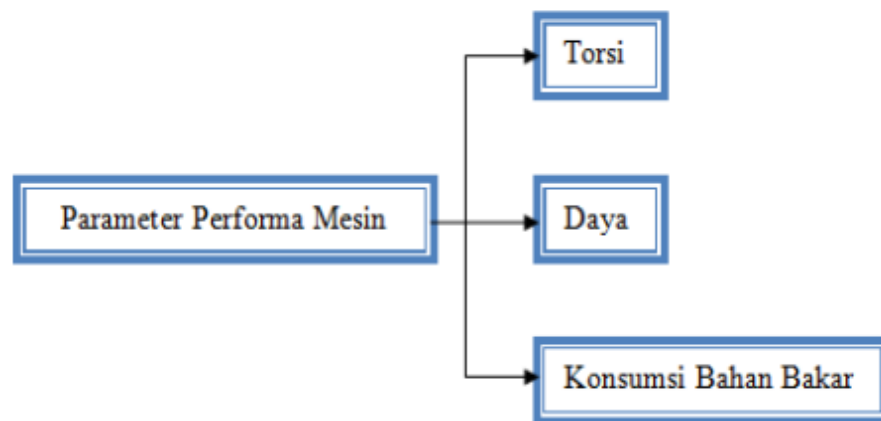 Torsi
Parameter Performa Mesin
Daya
Konsumsi Bahan Bakar